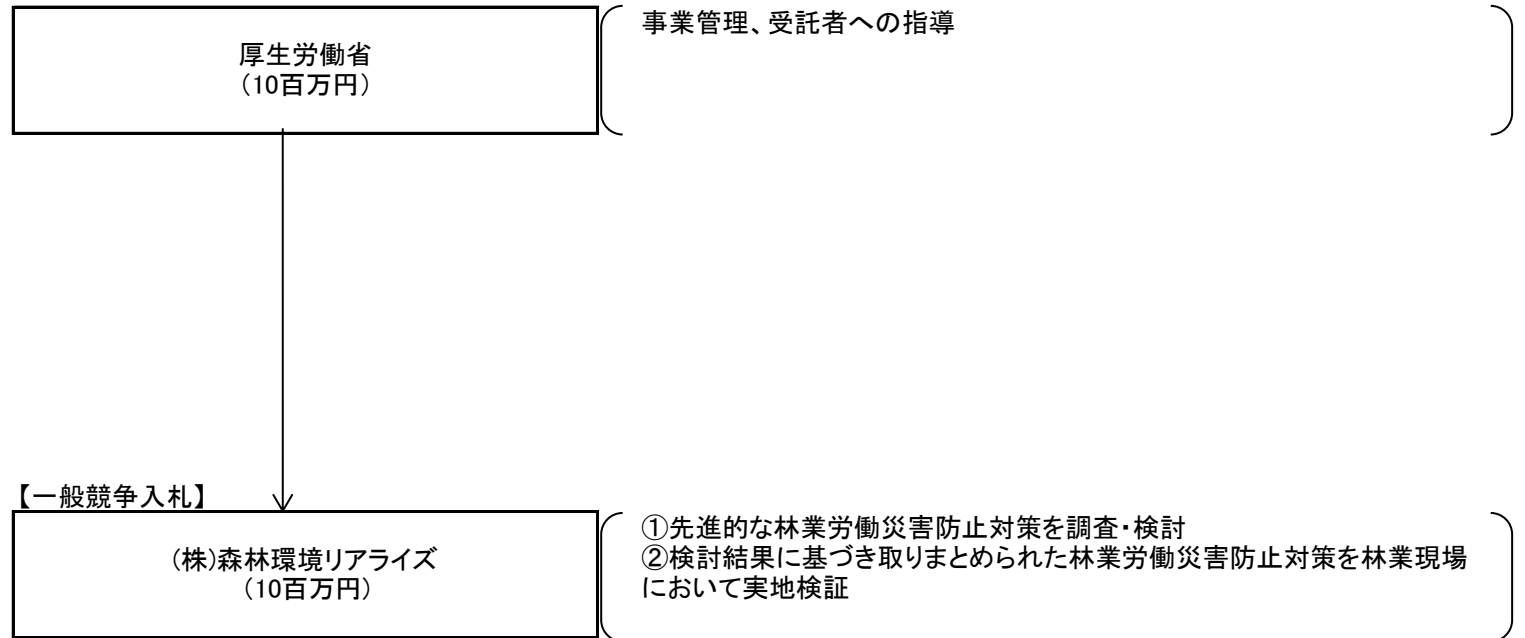 厚生労働省
(10百万円)
事業管理、受託者への指導
【一般競争入札】
(株)森林環境リアライズ
(10百万円)
①先進的な林業労働災害防止対策を調査・検討
②検討結果に基づき取りまとめられた林業労働災害防止対策を林業現場
において実地検証